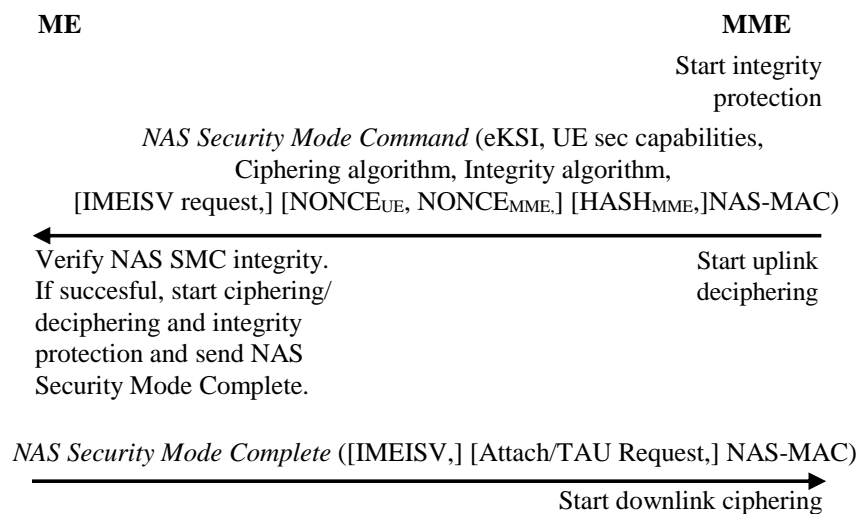 ME MME
Start integrity
protection
NAS Security Mode Command (eKSI, UE sec capabilities,
Ciphering algorithm, Integrity algorithm,
[IMEISV request,] [NONCEUE, NONCEMME,] [HASHMME,]NAS-MAC)
Verify NAS SMC integrity.
If succesful, start ciphering/
deciphering and integrity
protection and send NAS
Security Mode Complete.
Start uplink
deciphering
NAS Security Mode Complete ([IMEISV,] [Attach/TAU Request,] NAS-MAC)
Start downlink ciphering